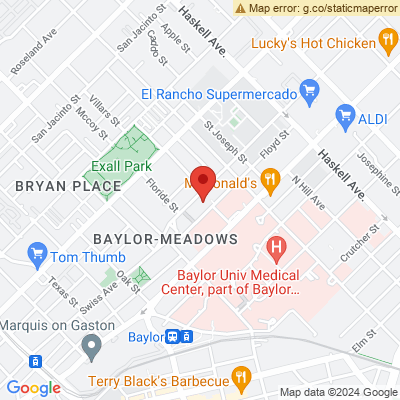 Map error: g.co/staticmaperror
Haskell Ave.
San Jacinto St
Caddo St
Apple St
Roseland Ave
Lucky's Hot Chicken
El Rancho Supermercado
Villars St
McCoy St
San Jacinto St
ALDI
St Joseph St
Floyd St
Haskell Ave.
Josephine St
Exall Park
BRYAN PLACE
Floride St
McDonald's
N Hill Ave
BAYLOR-MEADOWS
Tom Thumb
Crutcher St
Texas St
Swiss Ave
Oak St
Baylor Univ Medical
Center, part of Baylor...
Marquis on Gaston
Baylor
Elm St
Terry Black's Barbecue
Google
Map data ©2024 Google